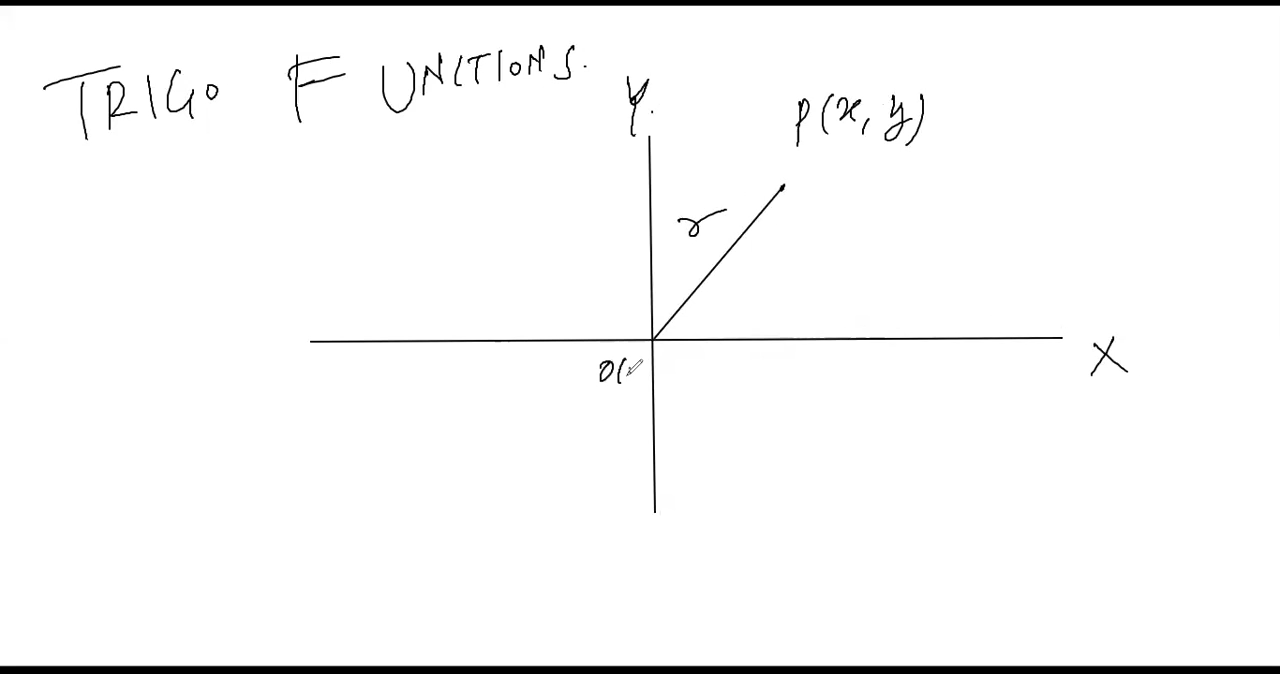 TRIGO FUNCTIONS.
Y.
P(x, y)
r
O(
X